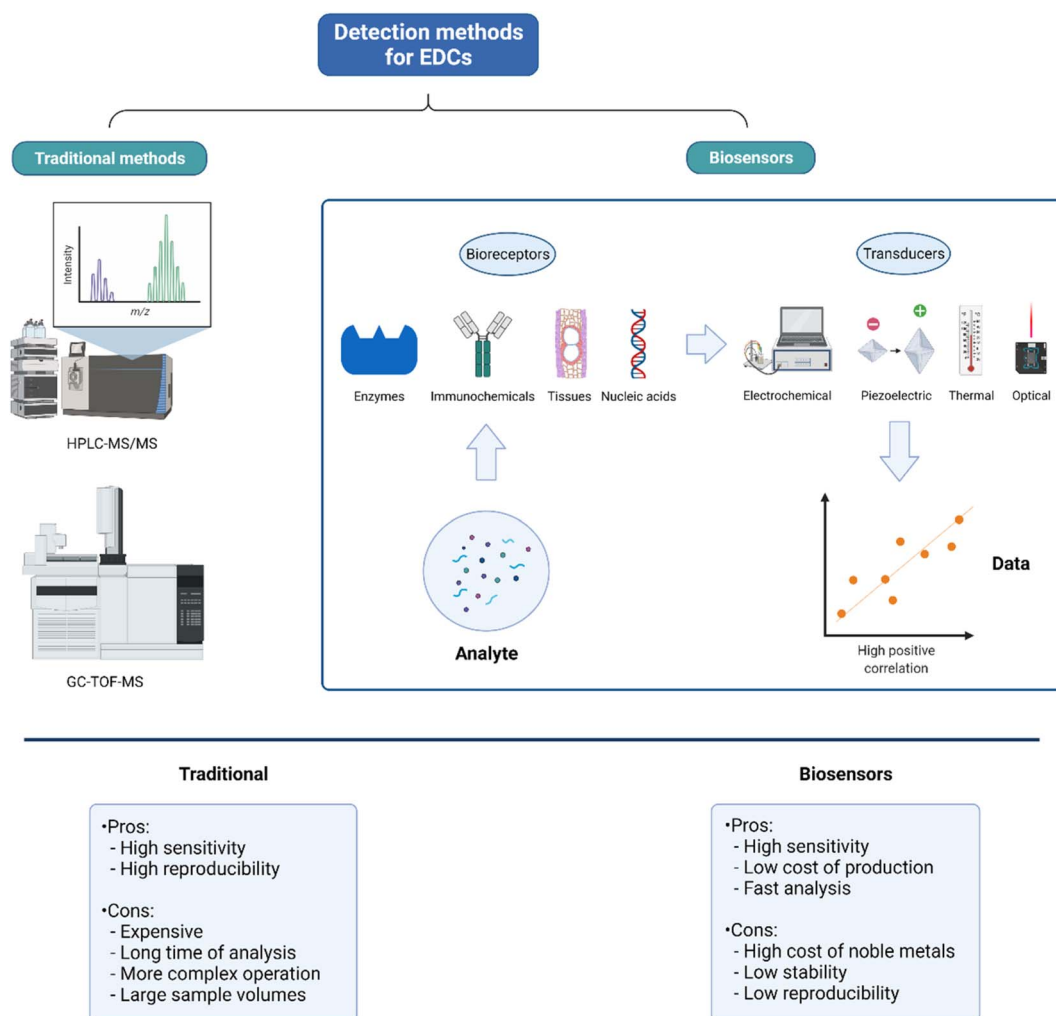 Detection methods
for EDCs
Traditional methods
Biosensors
Intensity
m/z
HPLC-MS/MS
GC-TOF-MS
Bioreceptors
Transducers
Enzymes
Immunochemicals
Tissues
Nucleic acids
Electrochemical
Piezoelectric
Thermal
Optical
Analyte
Data
High positive
correlation
Traditional
•Pros:
- High sensitivity
- High reproducibility
•Cons:
- Expensive
- Long time of analysis
- More complex operation
- Large sample volumes
Biosensors
•Pros:
- High sensitivity
- Low cost of production
- Fast analysis
•Cons:
- High cost of noble metals
- Low stability
- Low reproducibility